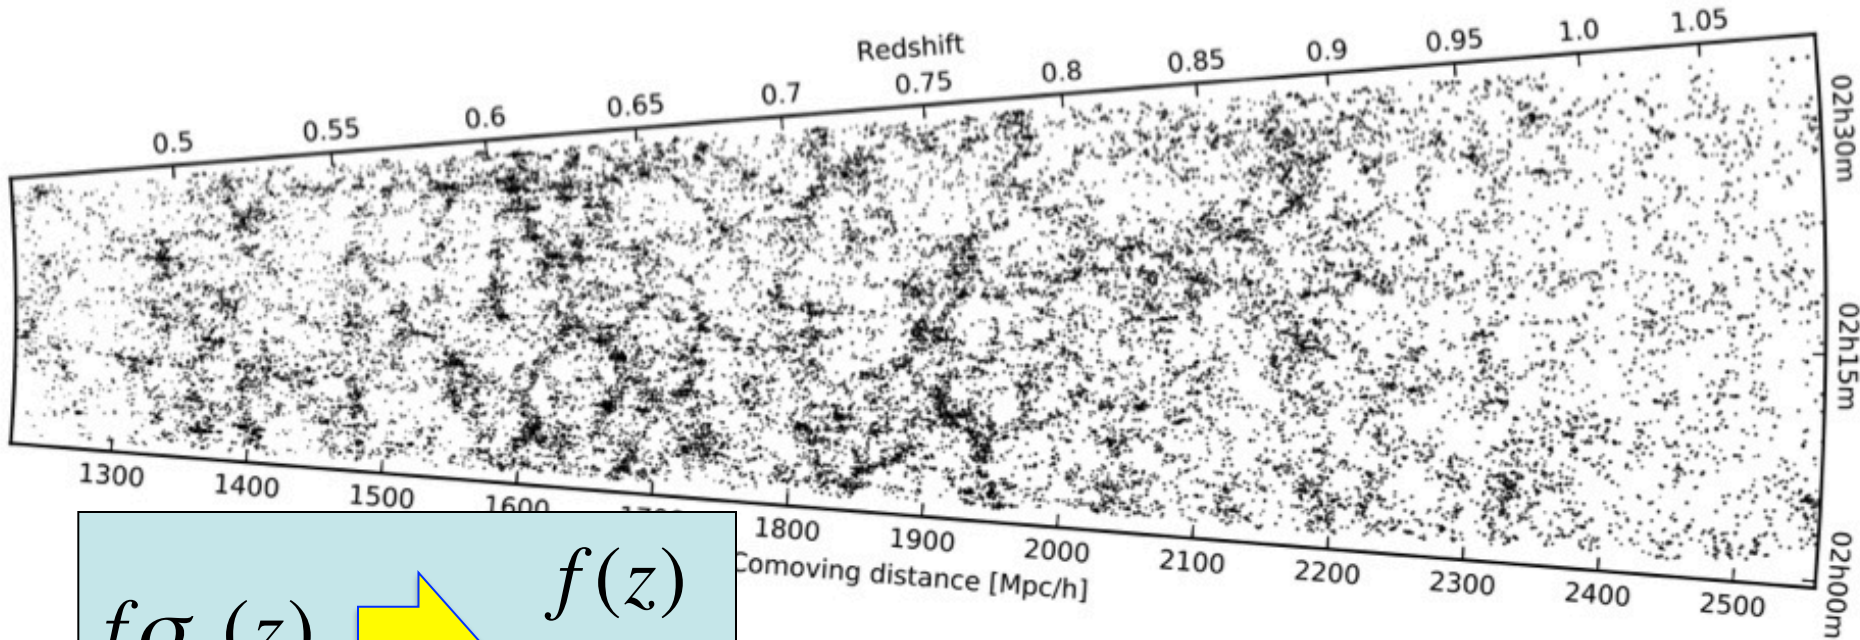 Redshift
0.5 0.55 0.6 0.65 0.7 0.75 0.8 0.85 0.9 0.95 1.0 1.05
02h30m
02h15m
02h00m
1300 1400 1500 1600 1800 1900 2000 2100 2200 2300 2400 2500
Comoving distance [Mpc/h]
f(z)
fσ (z)